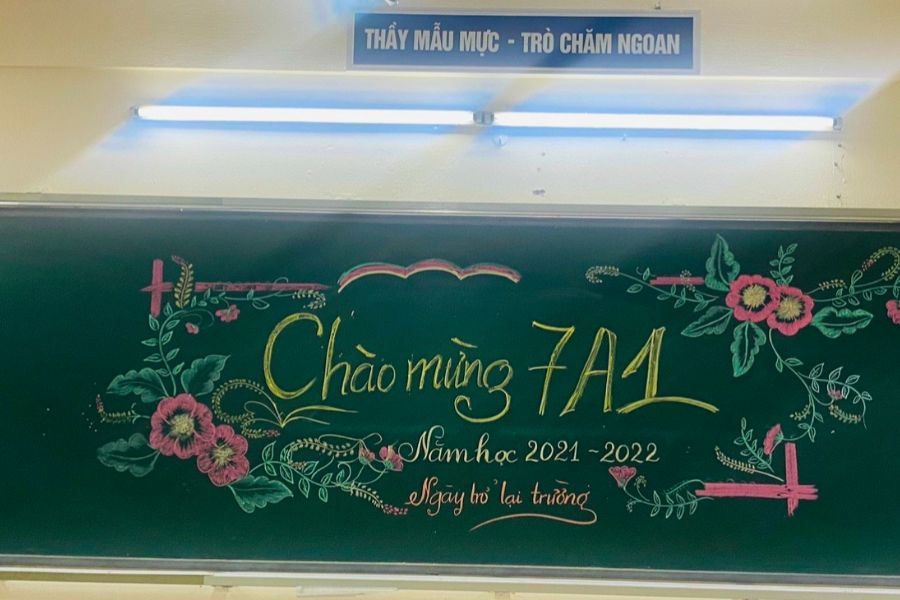 THẦY MẪU MỰC - TRÒ CHĂM NGOAN
Chào mừng 7A1
Năm học 2021 ~ 2022
Ngày trở lại trường